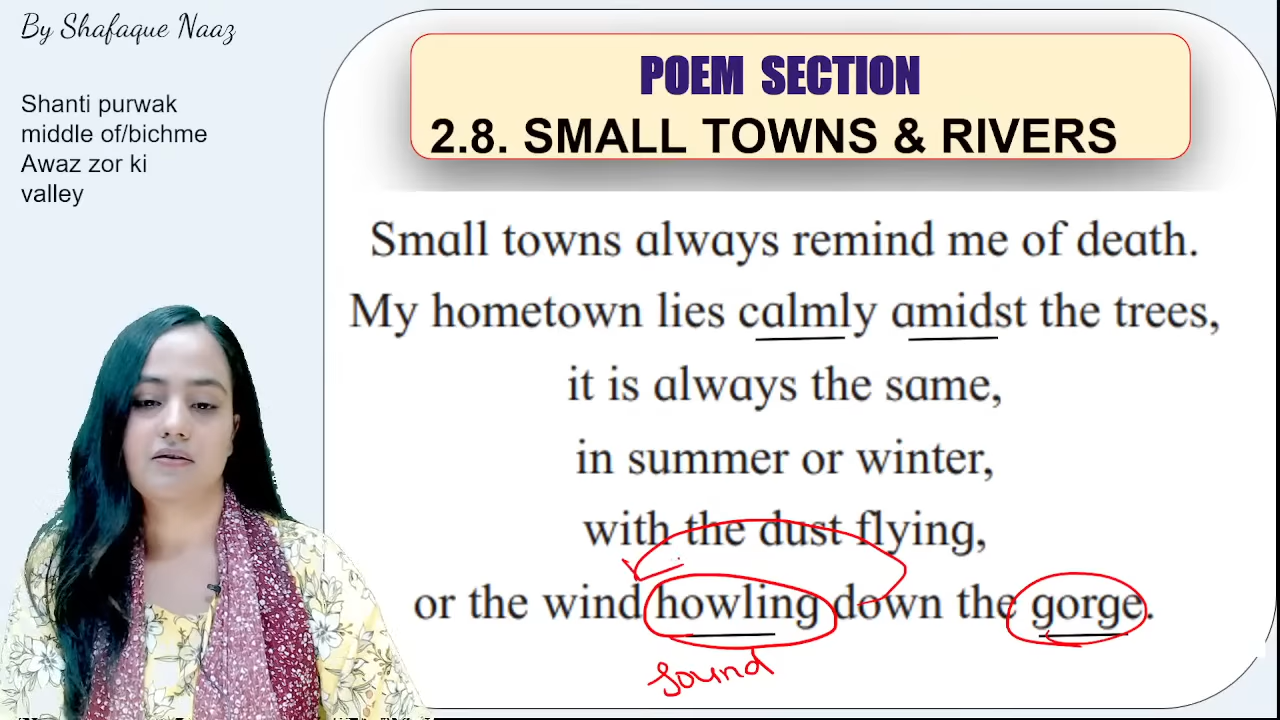 By Shafaque Naaz
Shanti purwak
middle of/bichme
Awaz zor ki
valley
POEM SECTION
2.8. SMALL TOWNS & RIVERS
Small towns always remind me of death.
My hometown lies calmly amidst the trees,
it is always the same,
in summer or winter,
with the dust flying,
or the wind howling down the gorge.
sound